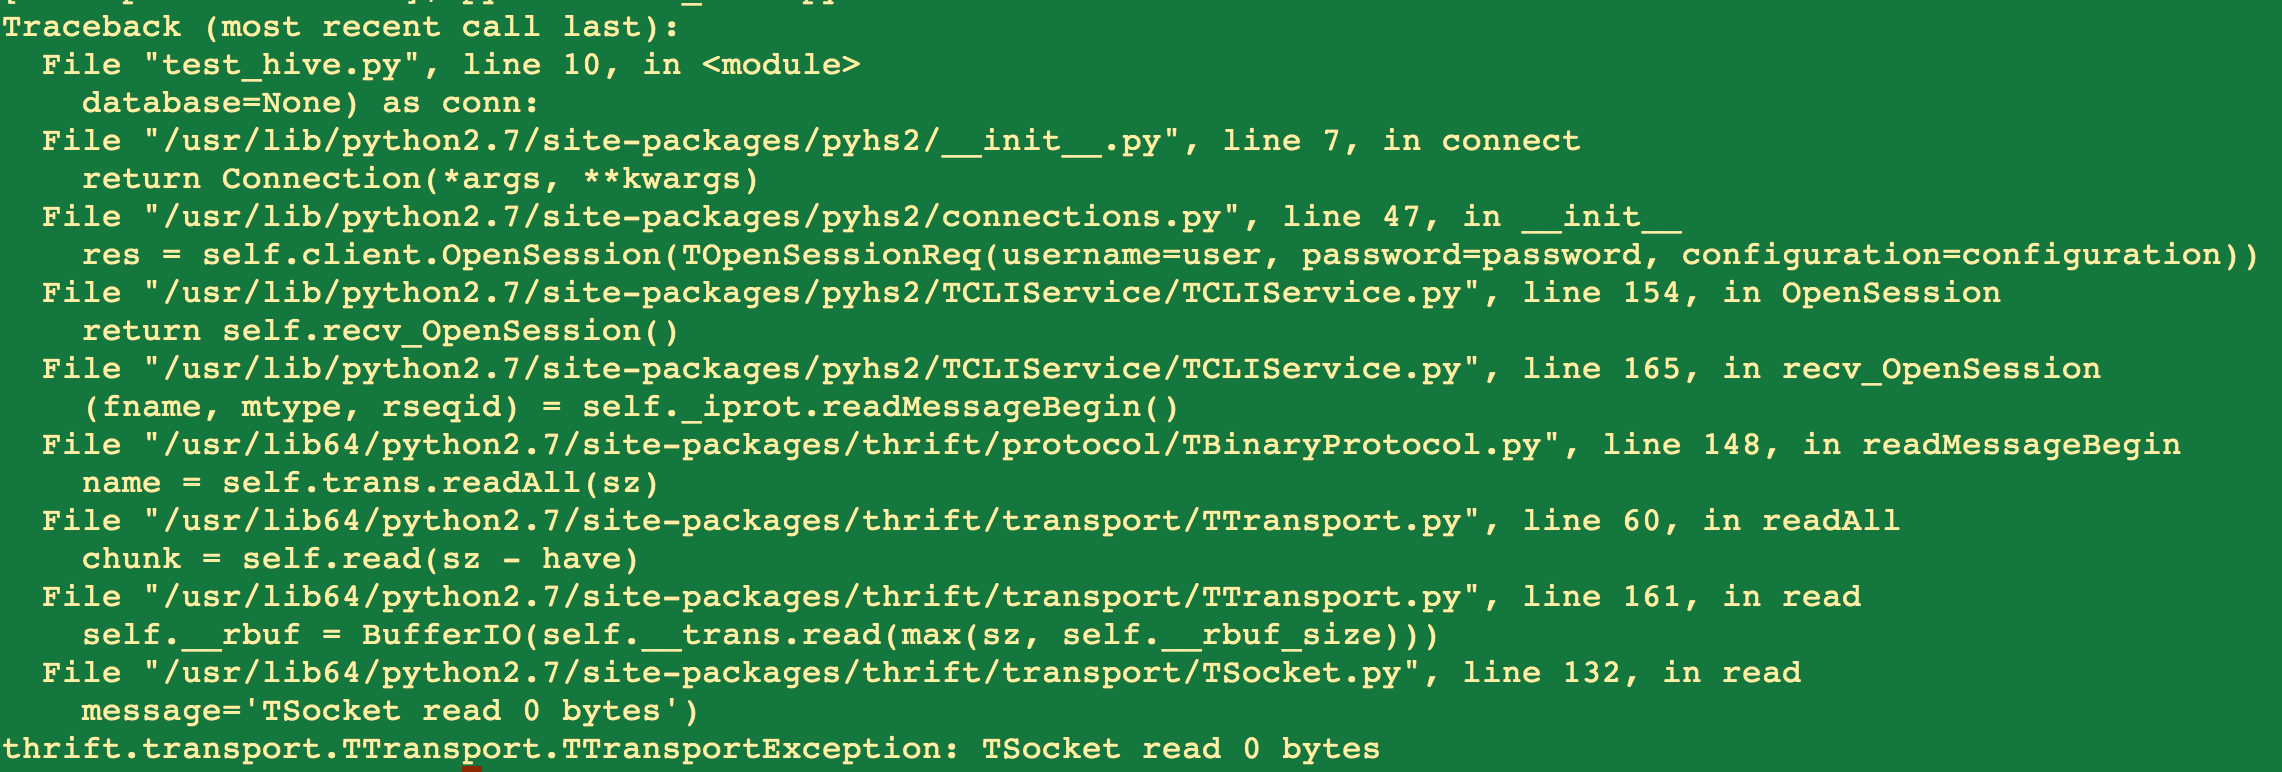 Traceback (most recent call last):
  File "test_hive.py", line 10, in <module>
    database=None) as conn:
  File "/usr/lib/python2.7/site-packages/pyhs2/__init__.py", line 7, in connect
    return Connection(*args, **kwargs)
  File "/usr/lib/python2.7/site-packages/pyhs2/connections.py", line 47, in __init__
    res = self.client.OpenSession(TOpenSessionReq(username=user, password=password, configuration=configuration))
  File "/usr/lib/python2.7/site-packages/pyhs2/TCLIService/TCLIService.py", line 154, in OpenSession
    return self.recv_OpenSession()
  File "/usr/lib/python2.7/site-packages/pyhs2/TCLIService/TCLIService.py", line 165, in recv_OpenSession
    (fname, mtype, rseqid) = self._iprot.readMessageBegin()
  File "/usr/lib64/python2.7/site-packages/thrift/protocol/TBinaryProtocol.py", line 148, in readMessageBegin
    name = self.trans.readAll(sz)
  File "/usr/lib64/python2.7/site-packages/thrift/transport/TTransport.py", line 60, in readAll
    chunk = self.read(sz - have)
  File "/usr/lib64/python2.7/site-packages/thrift/transport/TTransport.py", line 161, in read
    self.__rbuf = BufferIO(self.__trans.read(max(sz, self.__rbuf_size)))
  File "/usr/lib64/python2.7/site-packages/thrift/transport/TSocket.py", line 132, in read
    message='TSocket read 0 bytes')
thrift.transport.TTransport.TTransportException: TSocket read 0 bytes